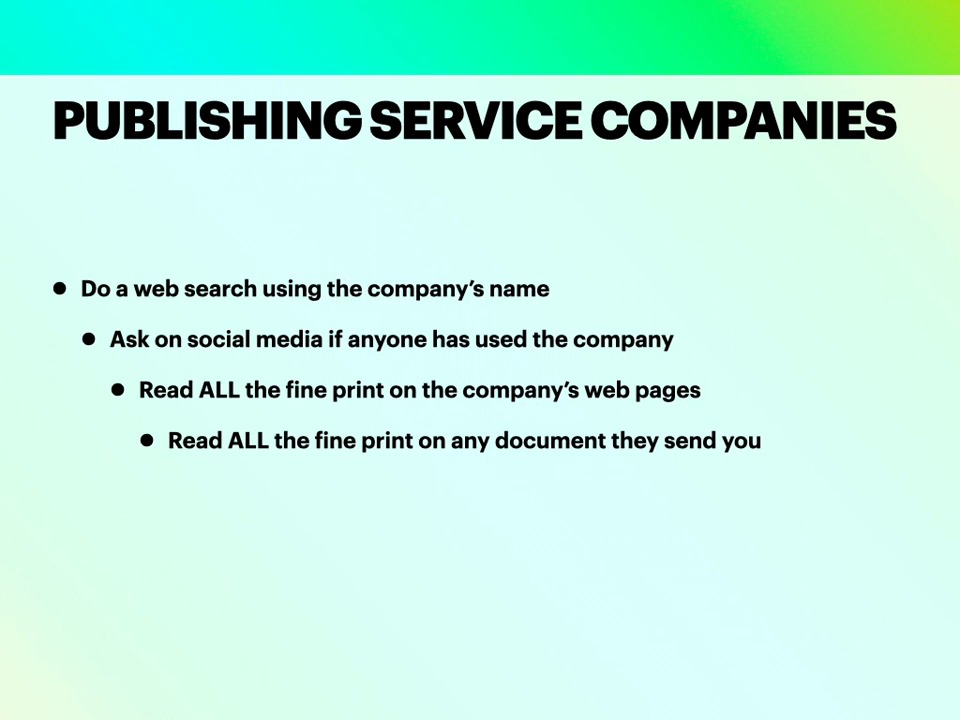 PUBLISHING SERVICE COMPANIES
Do a web search using the company’s name
Ask on social media if anyone has used the company
Read ALL the fine print on the company’s web pages
Read ALL the fine print on any document they send you